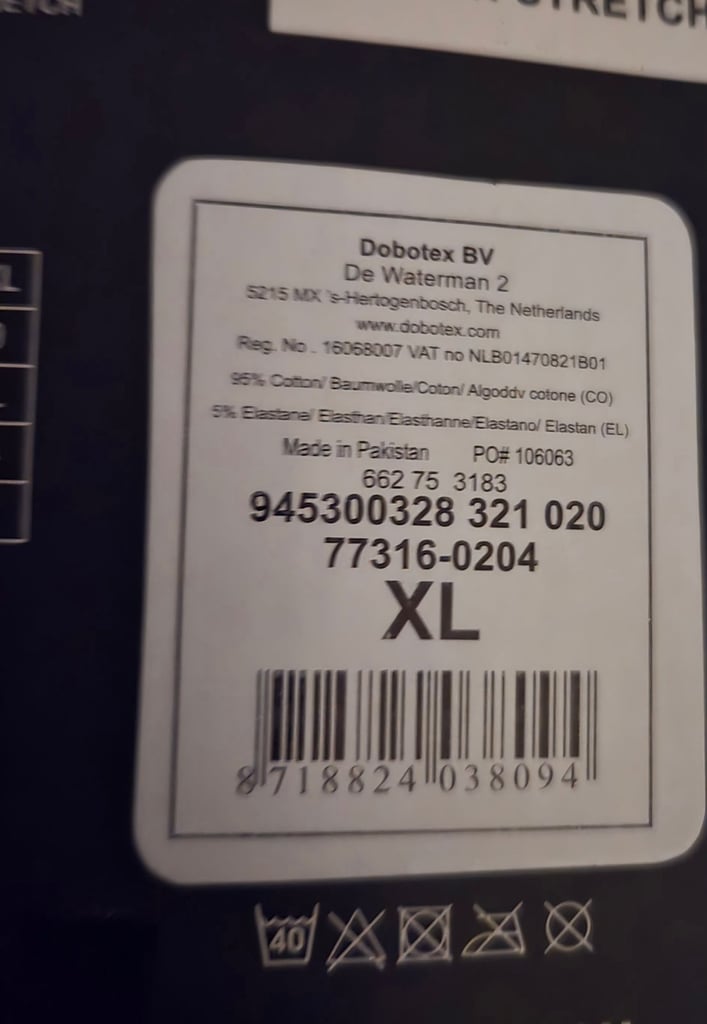 STRETCH
Dobotex BV
De Waterman 2
5215 MX 's-Hertogenbosch, The Netherlands
www.dobotex.com
Reg. No . 16068007 VAT no NLB01470821B01
95% Cotton/ Baumwolle/Coton/ Algoddv cotone (CO)
5% Elastane/ Elasthan/Elasthanne/Elastano/ Elastan (EL)
Made in Pakistan PO# 106063
662 75 3183
945300328 321 020
77316-0204
XL
8 718824 038094
40